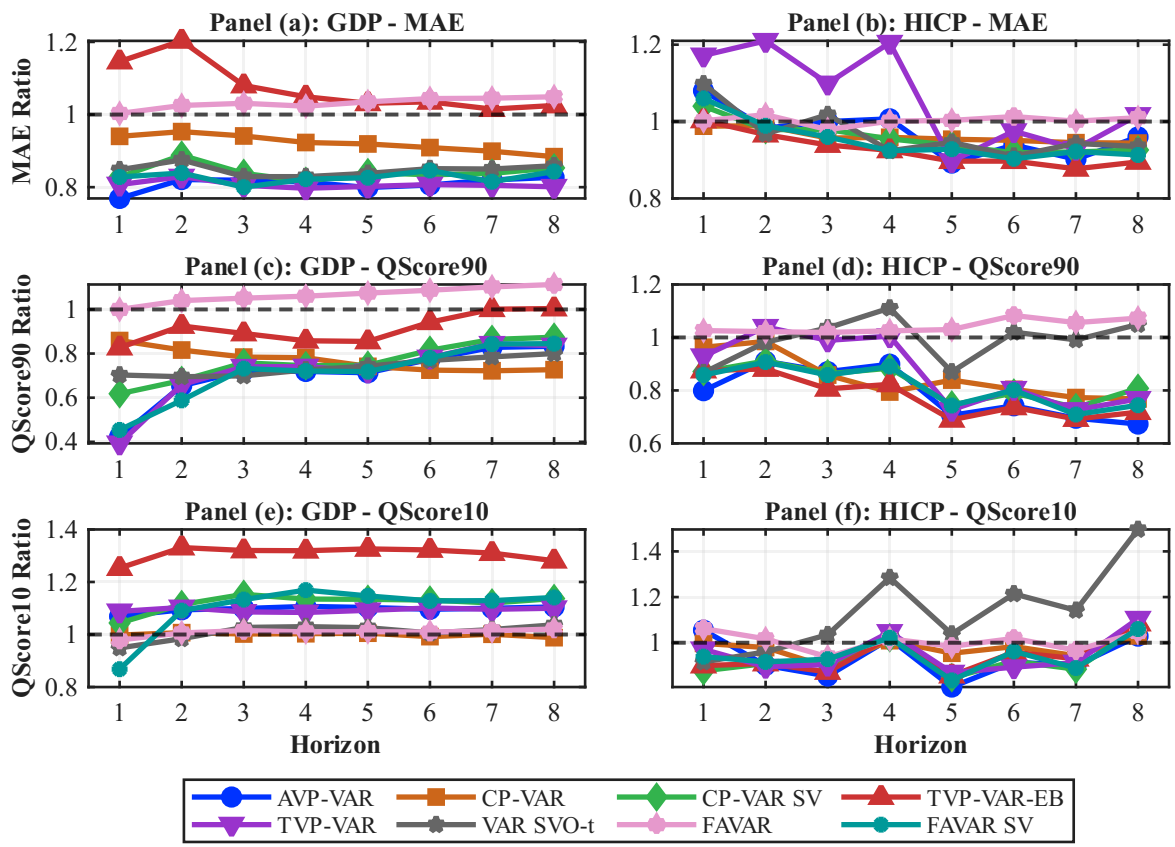 Panel (a): GDP - MAE
MAE Ratio
1.2
1
0.8
1 2 3 4 5 6 7 8
Panel (b): HICP - MAE
1.2
1
0.8
1 2 3 4 5 6 7 8
Panel (c): GDP - QScore90
QScore90 Ratio
1
0.8
0.6
0.4
1 2 3 4 5 6 7 8
Panel (d): HICP - QScore90
1.2
1
0.8
0.6
1 2 3 4 5 6 7 8
Panel (e): GDP - QScore10
QScore10 Ratio
1.4
1.2
1
0.8
1 2 3 4 5 6 7 8
Horizon
Panel (f): HICP - QScore10
1.4
1.2
1
1 2 3 4 5 6 7 8
Horizon
AVP-VAR CP-VAR CP-VAR SV TVP-VAR-EB
TVP-VAR VAR SVO-t FAVAR FAVAR SV